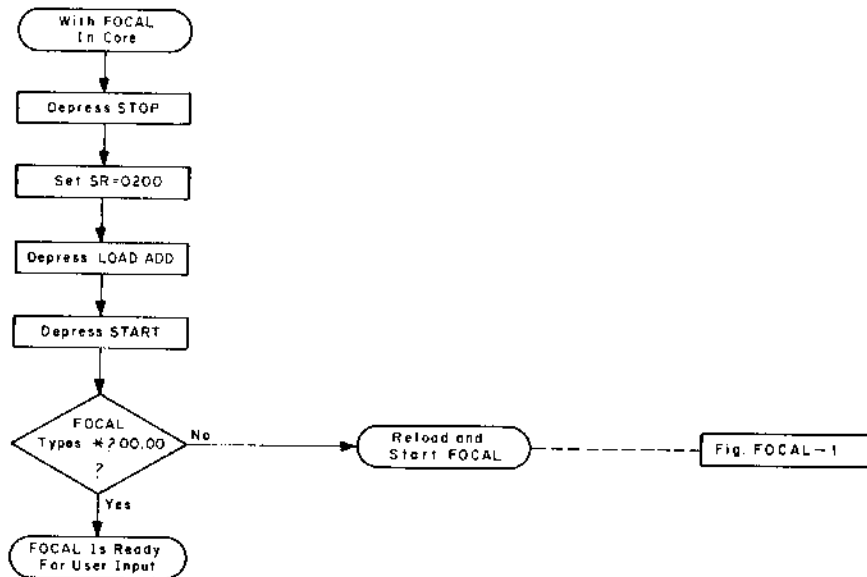 With FOCAL
In Core
Depress STOP
Set SR=0200
Depress LOAD ADD
Depress START
FOCAL
Types *?00.00
?
No
Reload and
Start FOCAL
Fig. FOCAL-1
Yes
FOCAL Is Ready
For User Input